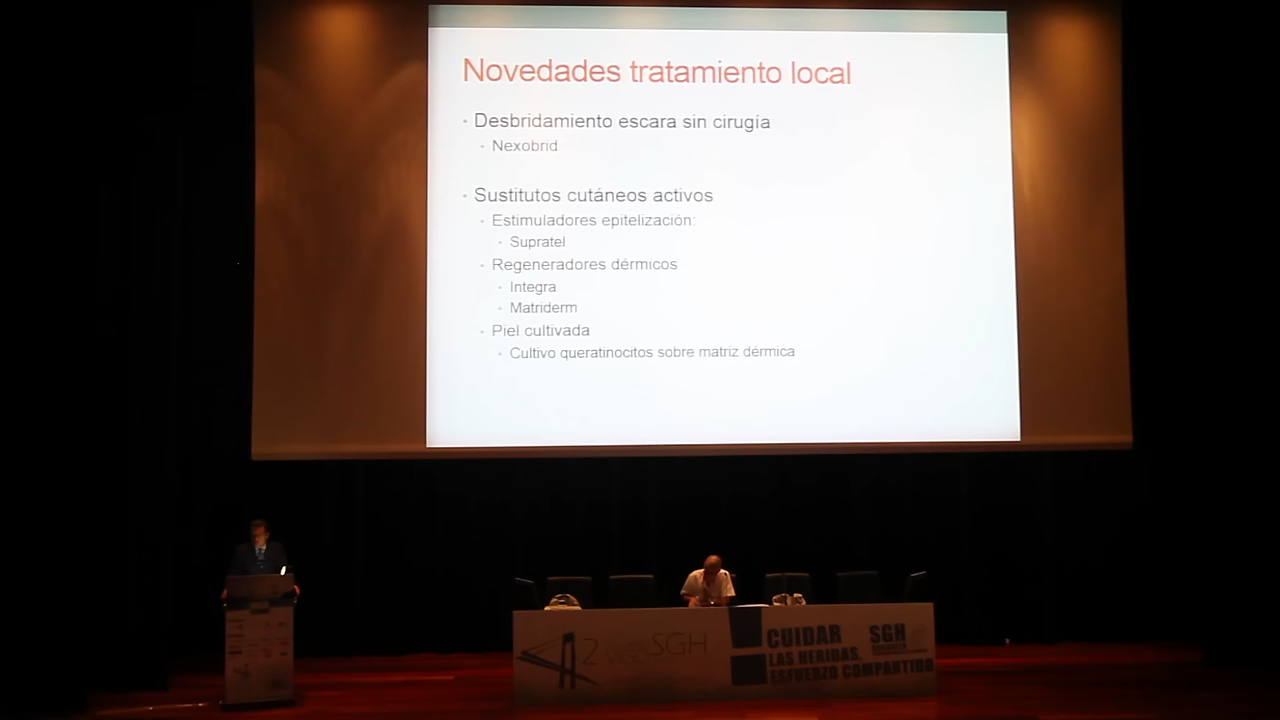 Novedades tratamiento local
• Desbridamiento escara sin cirugía
• Nexobrid
• Sustitutos cutáneos activos
• Estimuladores epitelización:
• Supratel
• Regeneradores dérmicos
• Integra
• Matriderm
• Piel cultivada
• Cultivo queratinocitos sobre matriz dérmica
2 SGH
CUIDAR
LAS HERIDAS,
ESFUERZO COMPARTIDO
SGH